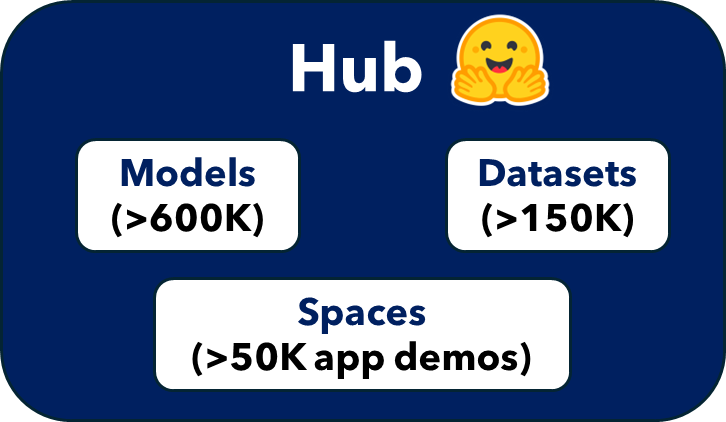 Hub
Models
(>600K)
Datasets
(>150K)
Spaces
(>50K app demos)